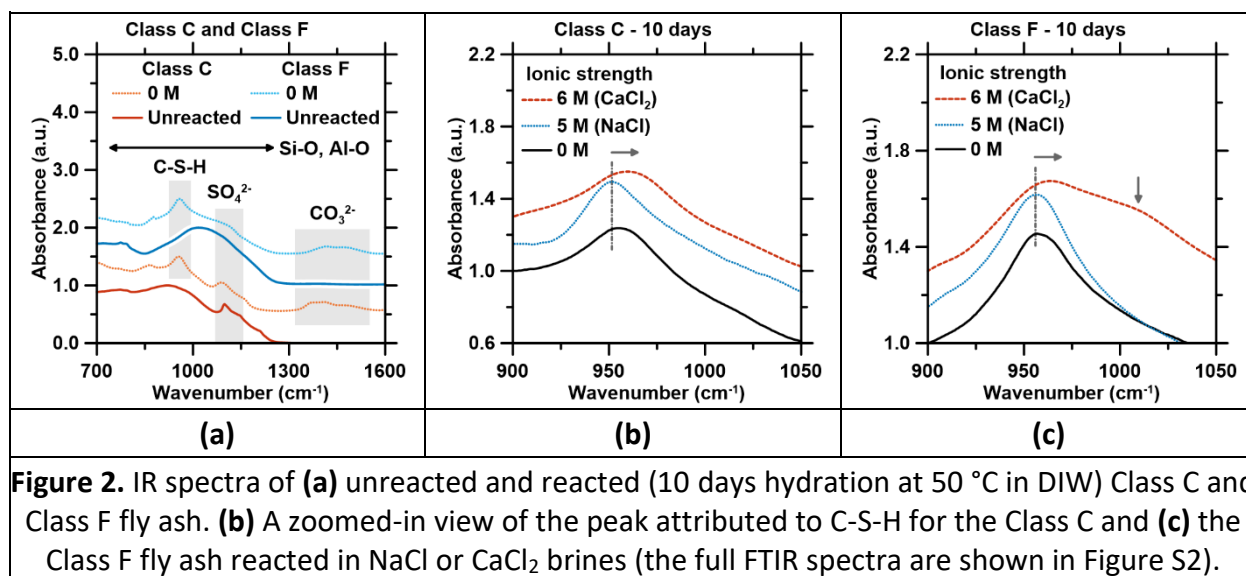 Class C and Class F
5.0
4.0
3.0
2.0
1.0
0.0
Absorbance (a.u.)
Class C Class F
0 M 0 M
Unreacted Unreacted
Si-O, Al-O
C-S-H
SO₄²⁻
CO₃²⁻
700 1000 1300 1600
Wavenumber (cm⁻¹)
(a)
Class C - 10 days
2.2
1.8
1.4
1.0
0.6
Absorbance (a.u.)
Ionic strength
6 M (CaCl₂)
5 M (NaCl)
0 M
900 950 1000 1050
Wavenumber (cm⁻¹)
(b)
Class F - 10 days
2.2
1.8
1.4
1.0
Absorbance (a.u.)
Ionic strength
6 M (CaCl₂)
5 M (NaCl)
0 M
900 950 1000 1050
Wavenumber (cm⁻¹)
(c)
Figure 2. IR spectra of (a) unreacted and reacted (10 days hydration at 50 °C in DIW) Class C and
Class F fly ash. (b) A zoomed-in view of the peak attributed to C-S-H for the Class C and (c) the
Class F fly ash reacted in NaCl or CaCl₂ brines (the full FTIR spectra are shown in Figure S2).